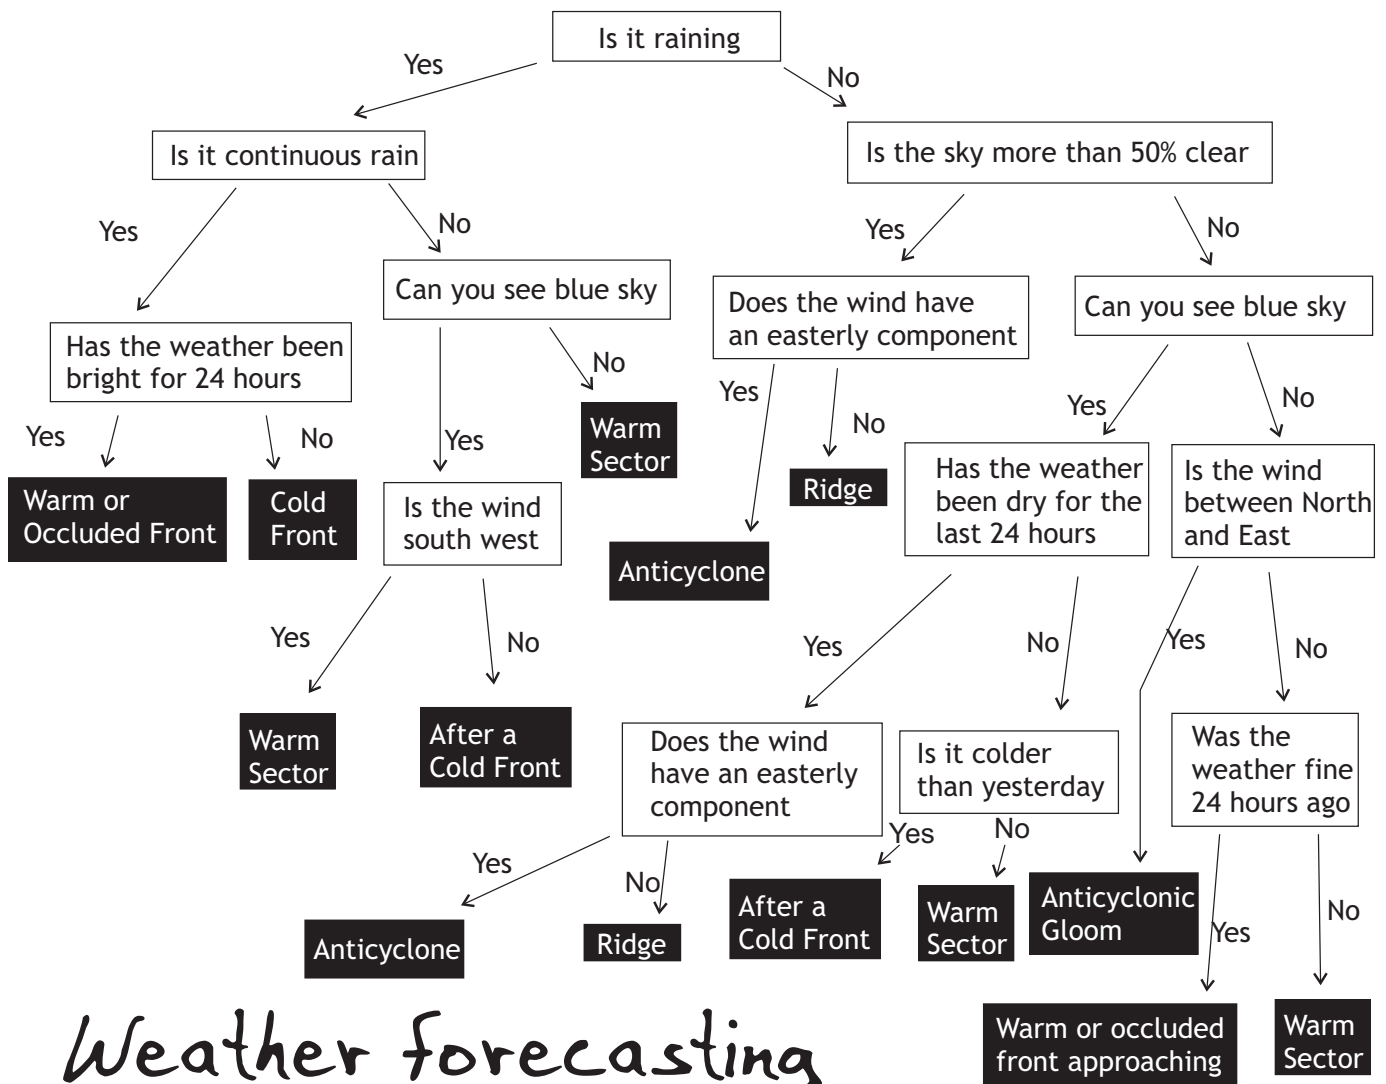 Is it raining
Yes
No
Is it continuous rain
Is the sky more than 50% clear
Yes
No
Yes
No
Can you see blue sky
Does the wind have
an easterly component
Can you see blue sky
Has the weather been
bright for 24 hours
Yes
No
No
Yes
Yes
No
Yes
No
Warm or
Occluded Front
Cold
Front
Is the wind
south west
Warm
Sector
Ridge
Anticyclone
Has the weather
been dry for the
last 24 hours
Is the wind
between North
and East
Yes
No
Yes
No
Yes
No
Warm
Sector
After a
Cold Front
Does the wind
have an easterly
component
Is it colder
than yesterday
Was the
weather fine
24 hours ago
Yes
No
Yes
No
Anticyclone
Ridge
After a
Cold Front
Warm
Sector
Anticyclonic
Gloom
Yes
No
Warm or occluded
front approaching
Warm
Sector
Weather forecasting